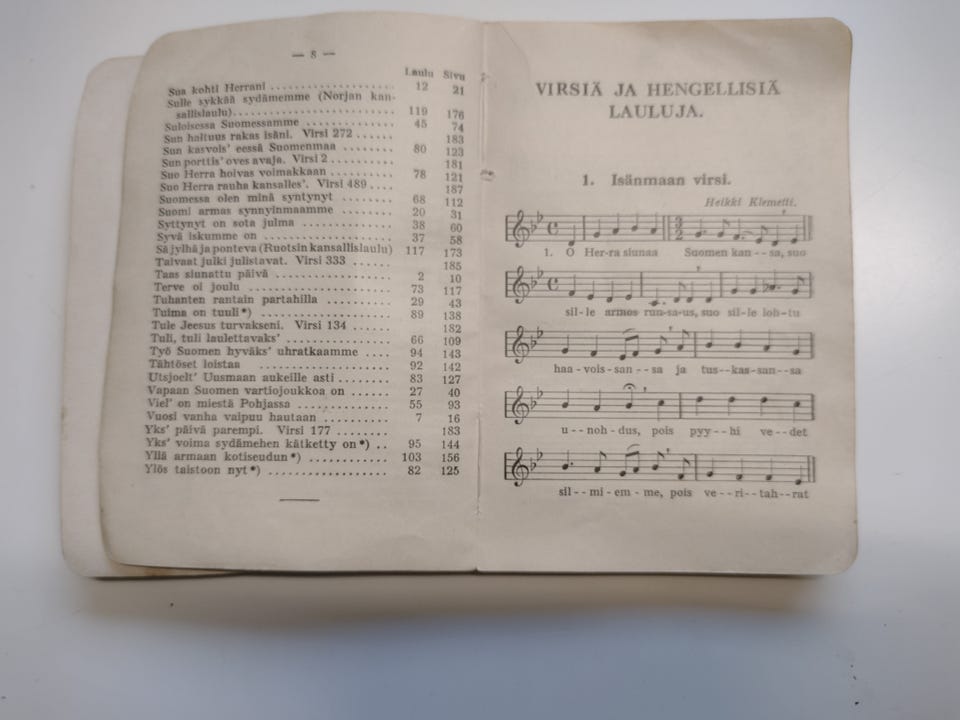 — 8 —
Laulu Sivu
Sua kohti Herrani ........................ 12 21
Sulle sykkää sydämemme (Norjan kan-
sallislaulu).............................. 119 176
Suloisessa Suomessamme ........... 45 74
Sun haltuus rakas isäni. Virsi 272 ........ 183
Sun kasvois' eessä Suomenmaa ........ 80 123
Sun porttis' oves avaja. Virsi 2 .......... 181
Suo Herra hoivas voimakkaan ........ 78 121
Suo Herra rauha kansalles'. Virsi 489 .... 187
Suomessa olen minä syntynyt ........ 68 112
Suomi armas synnyinmaamme ........ 20 31
Syttynyt on sota julma .............. 38 60
Syvä iskumme on .................... 37 58
Sä jylhä ja ponteva (Ruotsin kansallislaulu) 117 173
Taivaat julki julistavat. Virsi 333 ...... 185
Taas siunattu päivä .................. 2 10
Terve oi joulu ........................ 73 117
Tuhanten rantain partahilla .......... 29 43
Tuima on tuuli*) .................... 89 138
Tule Jeesus turvakseni. Virsi 134 ........ 182
Tuli, tuli laulettavaks' .............. 66 109
Työ Suomen hyväks' uhratkaamme .... 94 143
Tähtöset loistaa .................... 92 142
Utsjoelt' Uusmaan aukeille asti ........ 83 127
Vapaan Suomen vartiojoukkoa on ...... 27 40
Viel' on miestä Pohjassa .............. 55 93
Vuosi vanha vaipuu hautaan .......... 7 16
Yks' päivä parempi. Virsi 177 .......... 183
Yks' voima sydämehen kätketty on*) .. 95 144
Yllä armaan kotiseudun*) ............ 103 156
Ylös taistoon nyt*) .................. 82 125
VIRSIÄ JA HENGELLISIÄ
LAULUJA.
1. Isänmaan virsi.
Heikki Klemetti.
1. O Her-ra siunaa Suomen kan--sa, suo
sil--le armos run-sa-us, suo sil-le loh-tu
haa-vois-san--sa ja tus-kas-san--sa
u--noh-dus, pois pyy--hi ve--det
sil--mi-em--me, pois ve--ri-tah-rat